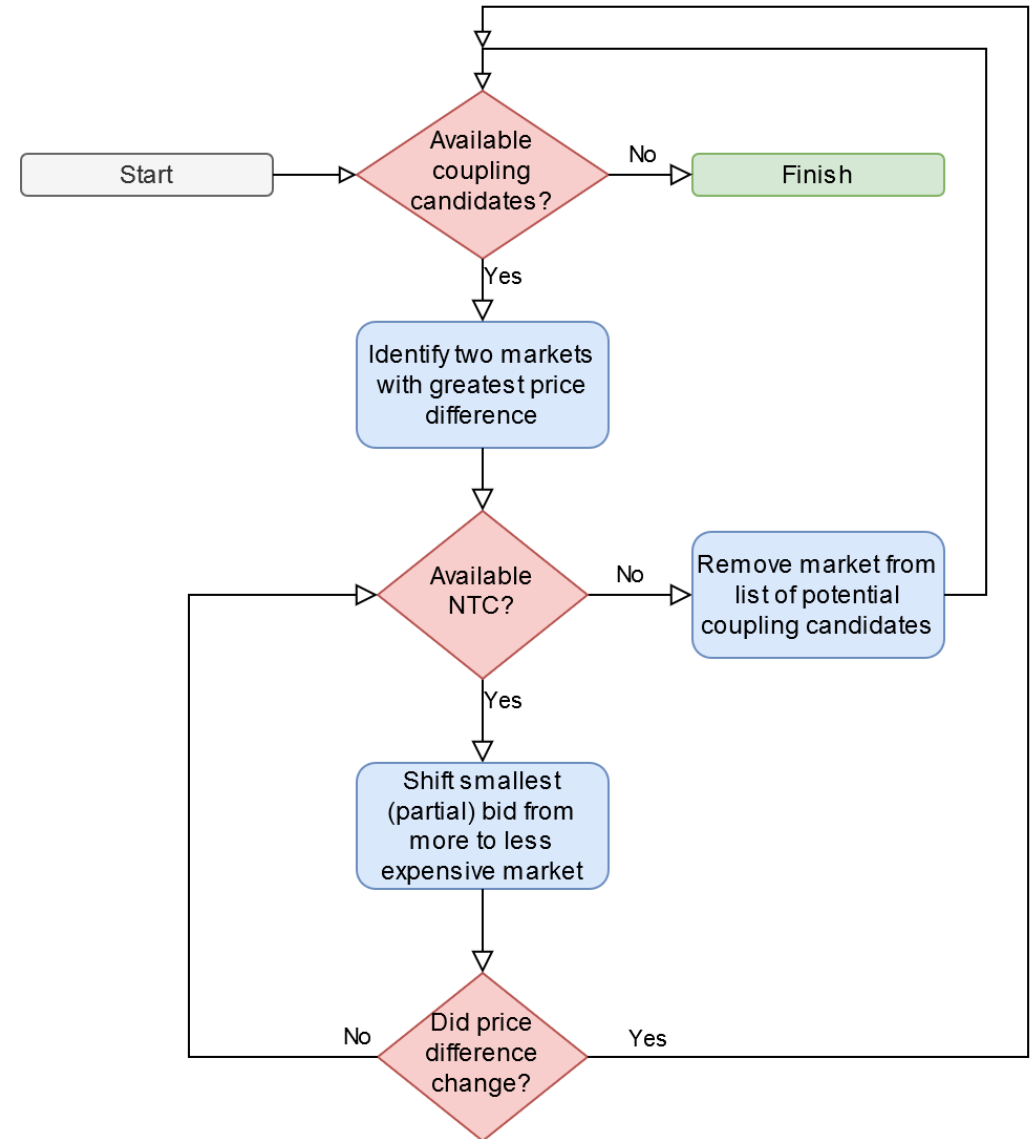 Start
Available
coupling
candidates?
No
Finish
Yes
Identify two markets
with greatest price
difference
Available
NTC?
No
Remove market from
list of potential
coupling candidates
Yes
Shift smallest
(partial) bid from
more to less
expensive market
No
Did price
difference
change?
Yes